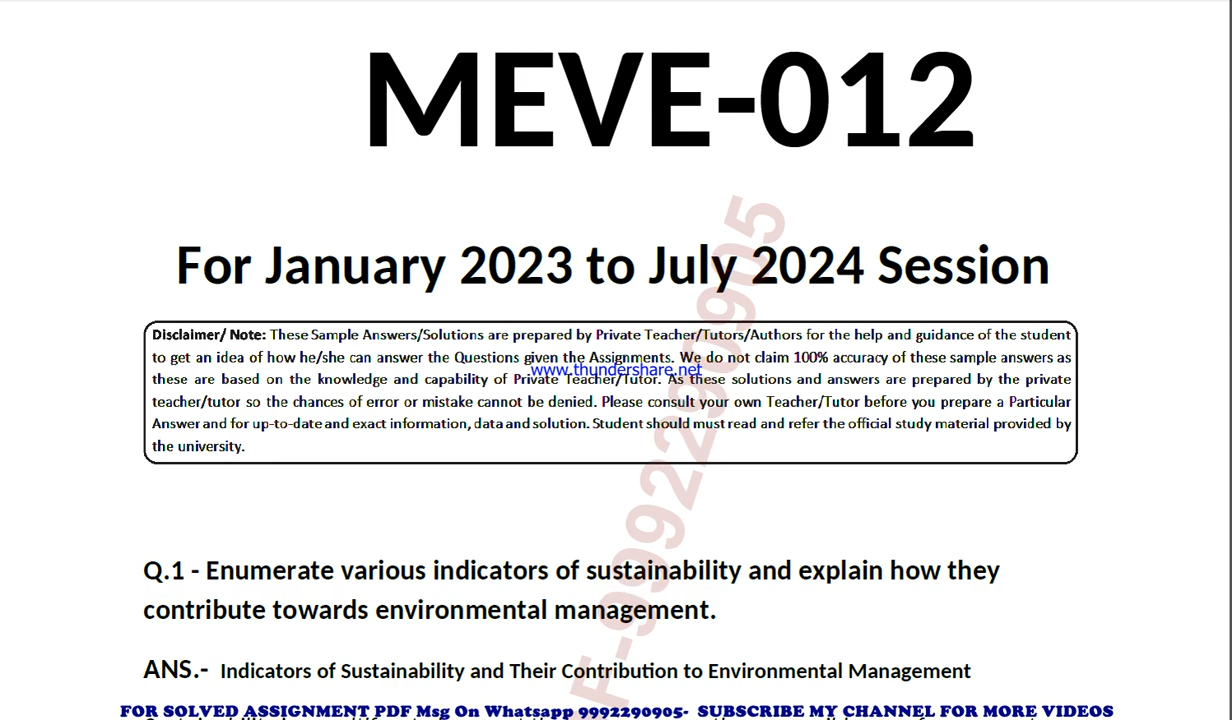 MEVE-012
For January 2023 to July 2024 Session
Disclaimer/ Note: These Sample Answers/Solutions are prepared by Private Teacher/Tutors/Authors for the help and guidance of the student
to get an idea of how he/she can answer the Questions given the Assignments. We do not claim 100% accuracy of these sample answers as
www.thundershare.net
these are based on the knowledge and capability of Private Teacher/Tutor. As these solutions and answers are prepared by the private
teacher/tutor so the chances of error or mistake cannot be denied. Please consult your own Teacher/Tutor before you prepare a Particular
Answer and for up-to-date and exact information, data and solution. Student should must read and refer the official study material provided by
the university.
F-9992290905
Q.1 - Enumerate various indicators of sustainability and explain how they
contribute towards environmental management.
ANS.- Indicators of Sustainability and Their Contribution to Environmental Management
FOR SOLVED ASSIGNMENT PDF Msg On Whatsapp 9992290905- SUBSCRIBE MY CHANNEL FOR MORE VIDEOS